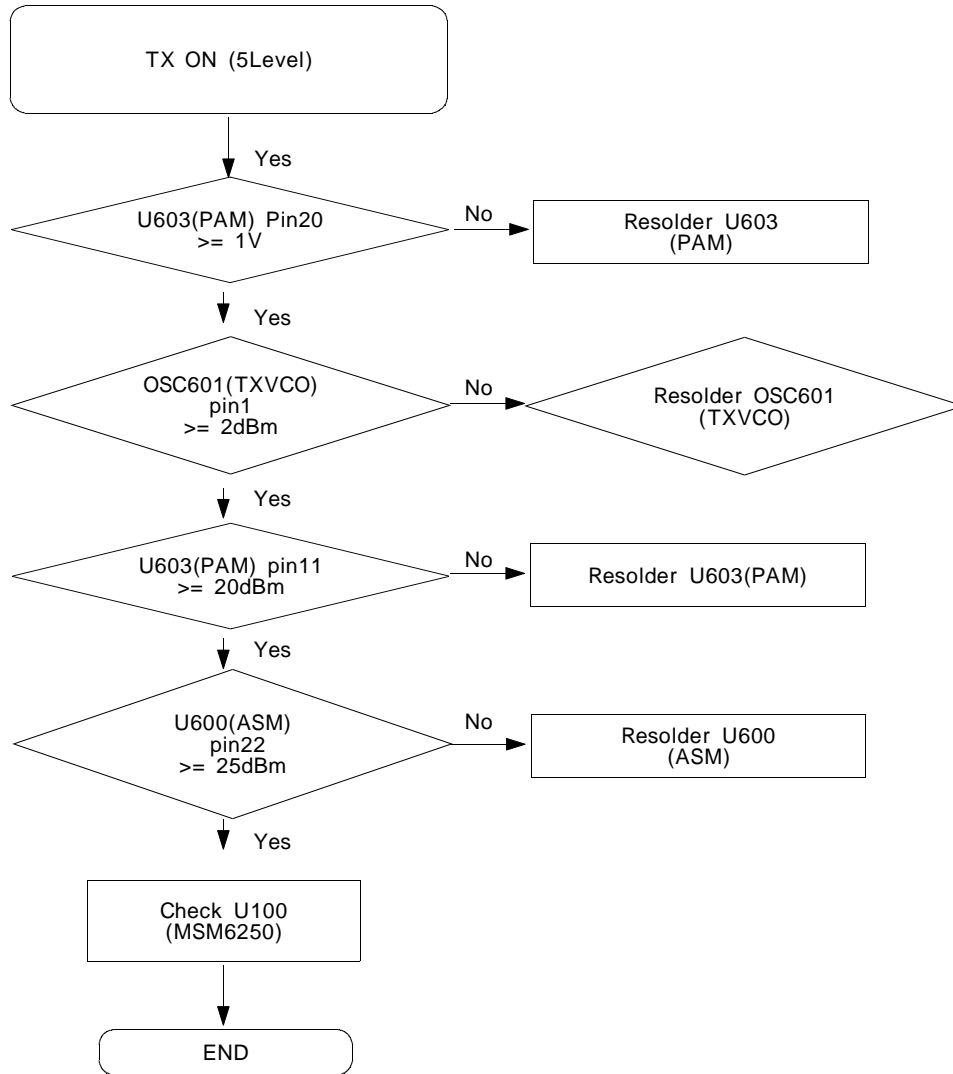 TX ON (5Level)
Yes
U603(PAM) Pin20
>= 1V
No
Resolder U603
(PAM)
Yes
OSC601(TXVCO)
pin1
>= 2dBm
No
Resolder OSC601
(TXVCO)
Yes
U603(PAM) pin11
>= 20dBm
No
Resolder U603(PAM)
Yes
U600(ASM)
pin22
>= 25dBm
No
Resolder U600
(ASM)
Yes
Check U100
(MSM6250)
END